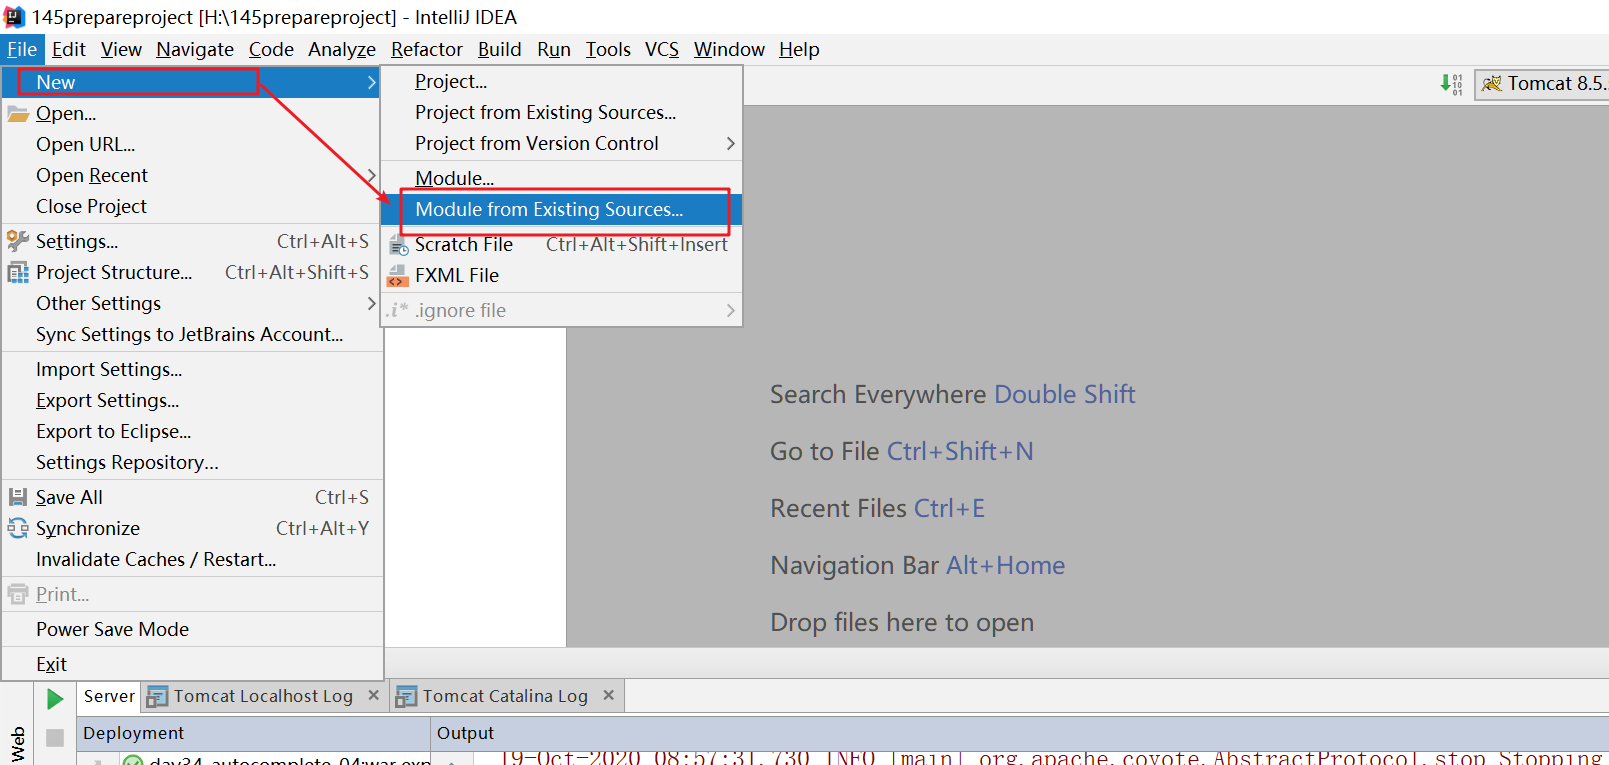 145prepareproject [H:\145prepareproject] - IntelliJ IDEA
File Edit View Navigate Code Analyze Refactor Build Run Tools VCS Window Help
New
Open...
Open URL...
Open Recent
Close Project
Settings... Ctrl+Alt+S
Project Structure... Ctrl+Alt+Shift+S
Other Settings
Sync Settings to JetBrains Account...
Import Settings...
Export Settings...
Export to Eclipse...
Settings Repository...
Save All Ctrl+S
Synchronize Ctrl+Alt+Y
Invalidate Caches / Restart...
Print...
Power Save Mode
Exit
Project...
Project from Existing Sources...
Project from Version Control
Module...
Module from Existing Sources...
Scratch File Ctrl+Alt+Shift+Insert
FXML File
.i* .ignore file
Tomcat 8.5.
Search Everywhere Double Shift
Go to File Ctrl+Shift+N
Recent Files Ctrl+E
Navigation Bar Alt+Home
Drop files here to open
Web
Server Tomcat Localhost Log Tomcat Catalina Log
Deployment Output
day34_autocomplete_04:war exp
19-Oct-2020 08:57:31.730 INFO [main] org.apache.coyote.AbstractProtocol.stop Stopping